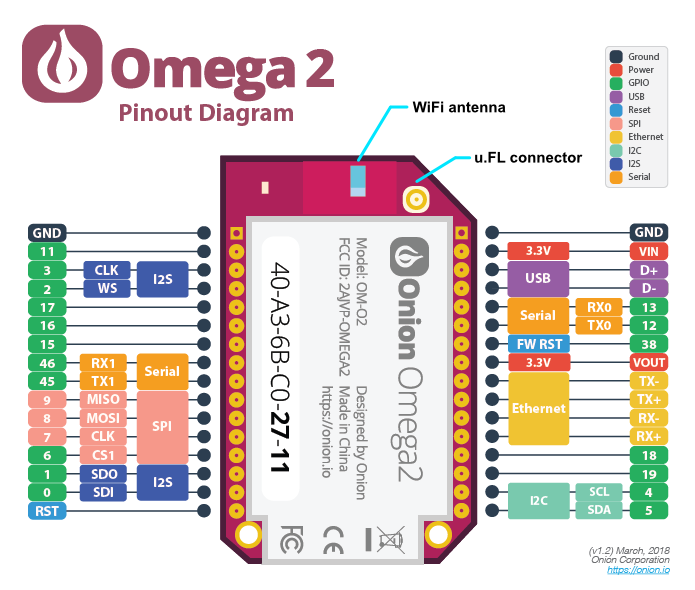 Omega 2
Pinout Diagram
WiFi antenna
u.FL connector
Ground
Power
GPIO
USB
Reset
SPI
Ethernet
I2C
I2S
Serial
GND
11
3 CLK I2S
2 WS
17
16
15
46 RX1 Serial
45 TX1
9 MISO SPI
8 MOSI
7 CLK
6 CS1
1 SDO I2S
0 SDI
RST
40-A3-6B-C0-27-11
Model: OM-O2
FCC ID: 2AJVP-OMEGA2
Designed by Onion
Made in China
https://onion.io
Onion Omega2
FC
CE
GND
3.3V VIN
USB D+
D-
Serial RX0 13
TX0 12
FW RST 38
3.3V VOUT
Ethernet TX-
TX+
RX-
RX+
18
19
I2C SCL 4
SDA 5
(v1.2) March, 2018
Onion Corporation
https://onion.io